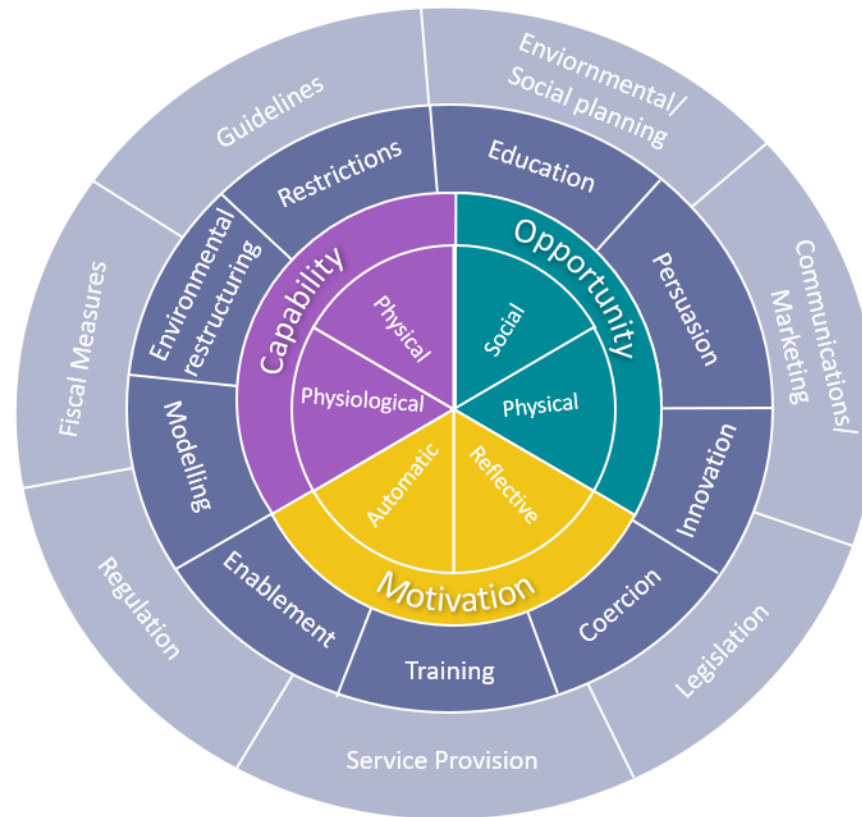 Guidelines
Enviornmental/
Social planning
Communications/
Marketing
Legislation
Service Provision
Regulation
Fiscal Measures
Restrictions
Education
Persuasion
Innovation
Coercion
Training
Enablement
Modelling
Environmental
restructuring
Capability
Opportunity
Motivation
Physical
Social
Physical
Reflective
Automatic
Physiological